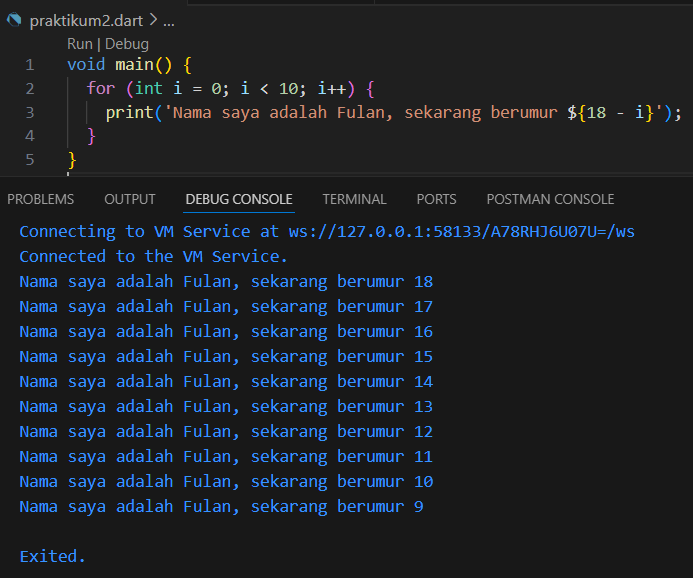 praktikum2.dart > ...
Run | Debug
1 void main() {
2 for (int i = 0; i < 10; i++) {
3 print('Nama saya adalah Fulan, sekarang berumur ${18 - i}');
4 }
5 }
PROBLEMS OUTPUT DEBUG CONSOLE TERMINAL PORTS POSTMAN CONSOLE
Connecting to VM Service at ws://127.0.0.1:58133/A78RHJ6U07U=/ws
Connected to the VM Service.
Nama saya adalah Fulan, sekarang berumur 18
Nama saya adalah Fulan, sekarang berumur 17
Nama saya adalah Fulan, sekarang berumur 16
Nama saya adalah Fulan, sekarang berumur 15
Nama saya adalah Fulan, sekarang berumur 14
Nama saya adalah Fulan, sekarang berumur 13
Nama saya adalah Fulan, sekarang berumur 12
Nama saya adalah Fulan, sekarang berumur 11
Nama saya adalah Fulan, sekarang berumur 10
Nama saya adalah Fulan, sekarang berumur 9
Exited.